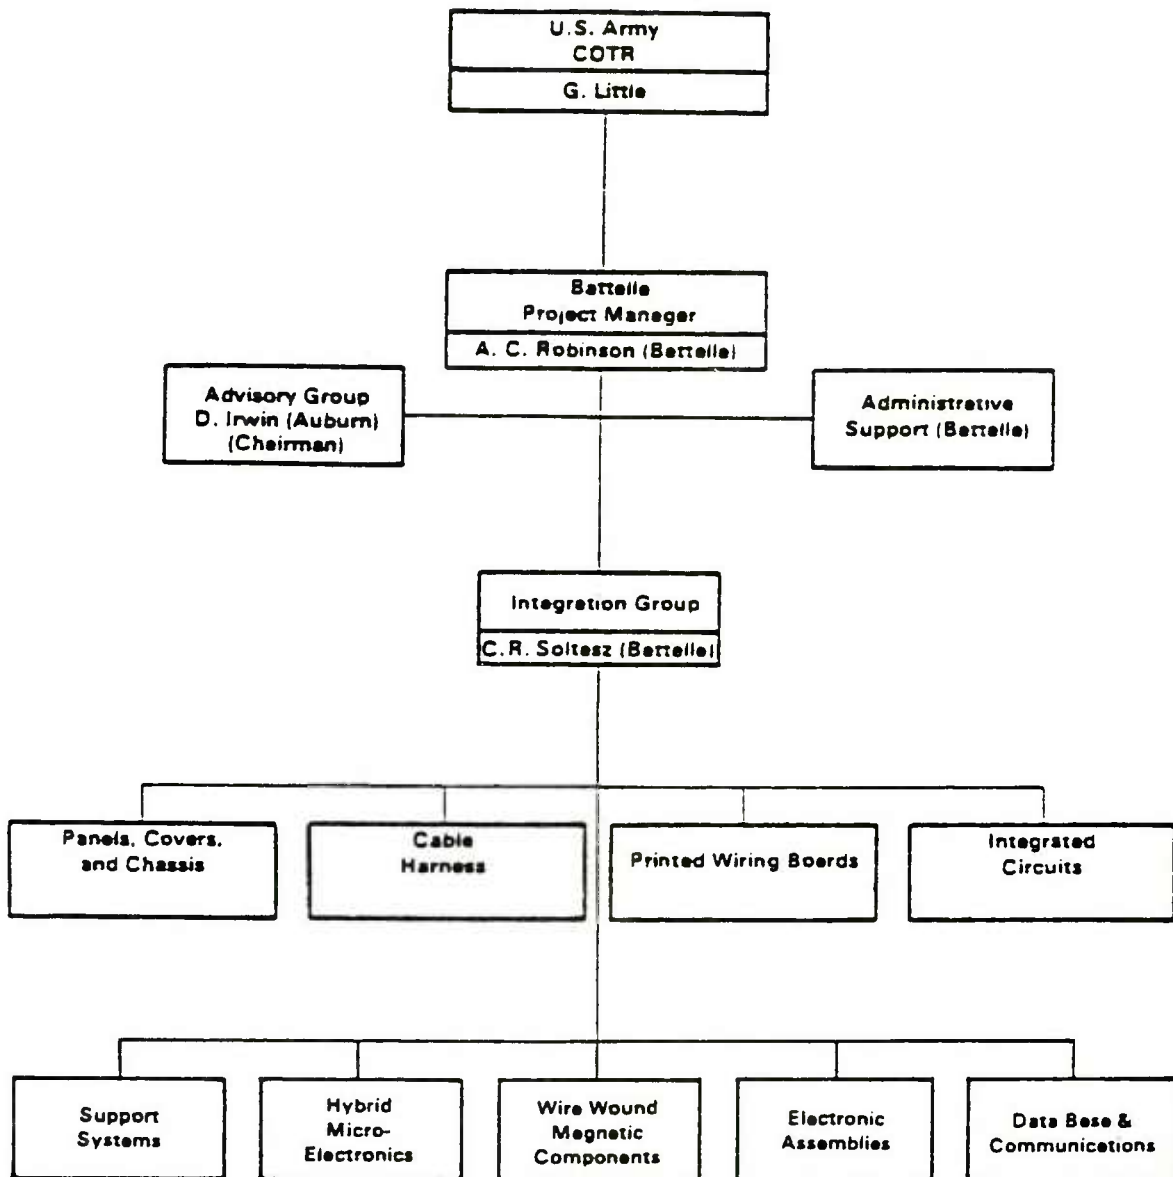 U.S. Army
COTR
G. Little
Battelle
Project Manager
A. C. Robinson (Battelle)
Advisory Group
D. Irwin (Auburn)
(Chairman)
Administrative
Support (Battelle)
Integration Group
C.R. Soltesz (Battelle)
Panels, Covers,
and Chassis
Cable
Harness
Printed Wiring Boards
Integrated
Circuits
Support
Systems
Hybrid
Micro-
Electronics
Wire Wound
Magnetic
Components
Electronic
Assemblies
Data Base &
Communications